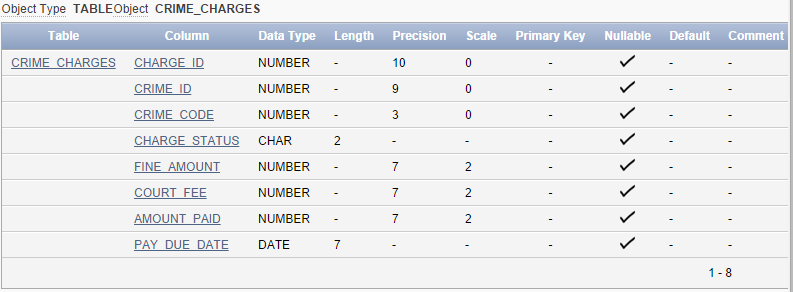 Object Type TABLE Object CRIME_CHARGES
Table Column Data Type Length Precision Scale Primary Key Nullable Default Comment
CRIME_CHARGES CHARGE_ID NUMBER - 10 0 - ✓ - -
CRIME_ID NUMBER - 9 0 - ✓ - -
CRIME_CODE NUMBER - 3 0 - ✓ - -
CHARGE_STATUS CHAR 2 - - - ✓ - -
FINE_AMOUNT NUMBER - 7 2 - ✓ - -
COURT_FEE NUMBER - 7 2 - ✓ - -
AMOUNT_PAID NUMBER - 7 2 - ✓ - -
PAY_DUE_DATE DATE 7 - - - ✓ - -
1 - 8